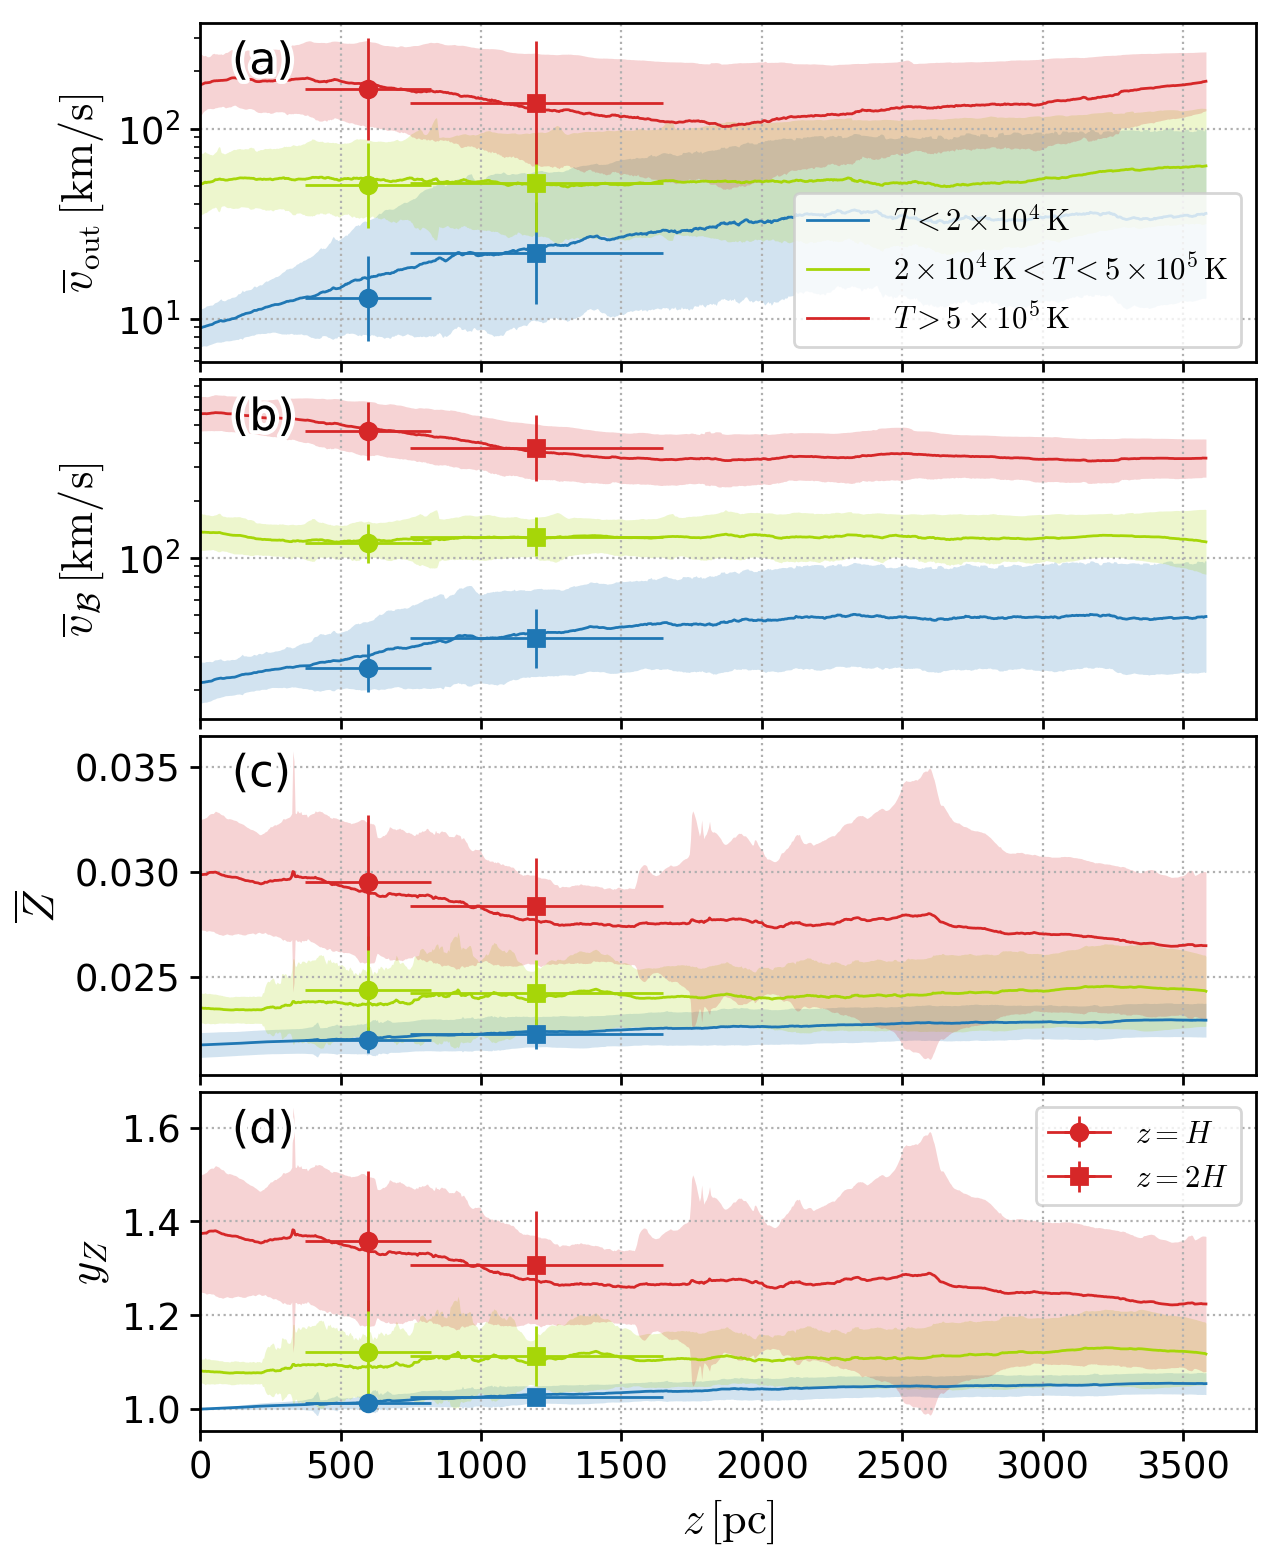 (a)
10²
10¹
v̅_out [km/s]
T < 2 × 10⁴ K
2 × 10⁴ K < T < 5 × 10⁵ K
T > 5 × 10⁵ K
(b)
10²
v̅_ℬ [km/s]
(c)
0.035
0.030
0.025
Z̅
(d)
1.6
1.4
1.2
1.0
y_Z
z = H
z = 2H
0 500 1000 1500 2000 2500 3000 3500
z [pc]